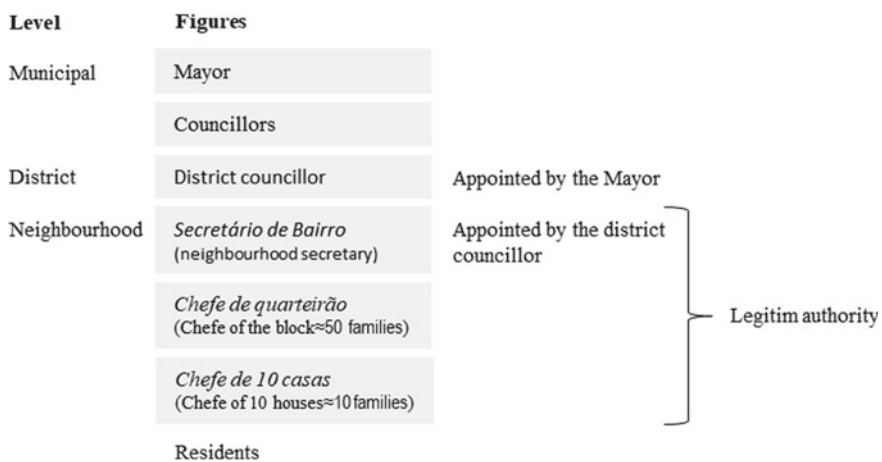 Level Figures
Municipal Mayor
Councillors
District District councillor Appointed by the Mayor
Neighbourhood Secretário de Bairro Appointed by the district
(neighbourhood secretary) councillor
Chefe de quarteirão
(Chefe of the block≈50 families)
Legitim authority
Chefe de 10 casas
(Chefe of 10 houses≈10 families)
Residents